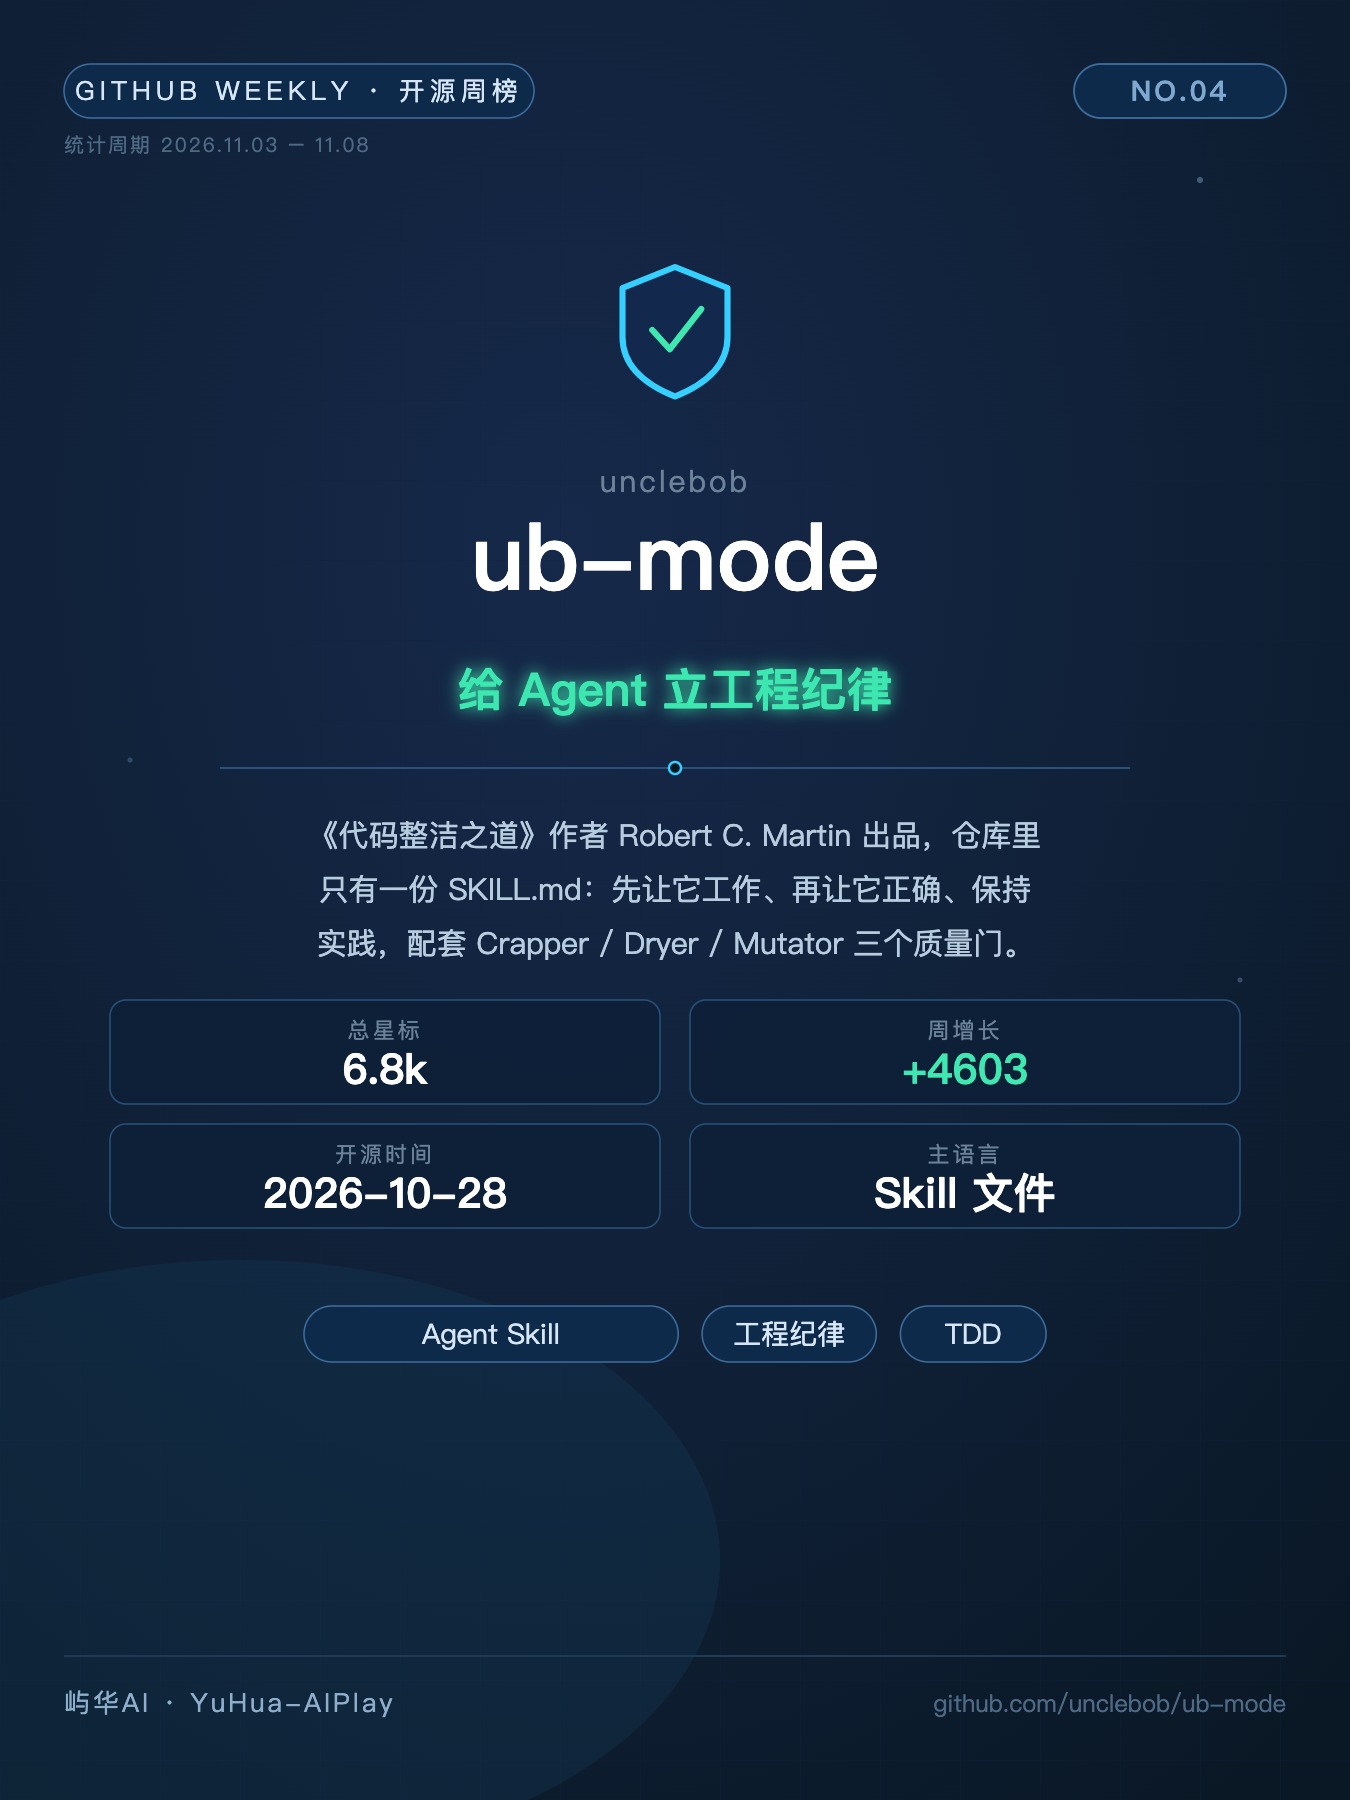 GITHUB WEEKLY · 开源周榜
NO.04
统计周期 2026.11.03 — 11.08
unclebob
ub-mode
给 Agent 立工程纪律
《代码整洁之道》作者 Robert C. Martin 出品，仓库里
只有一份 SKILL.md：先让它工作、再让它正确、保持
实践，配套 Crapper / Dryer / Mutator 三个质量门。
总星标
6.8k
周增长
+4603
开源时间
2026-10-28
主语言
Skill 文件
Agent Skill
工程纪律
TDD
屿华AI · YuHua-AIPlay
github.com/unclebob/ub-mode